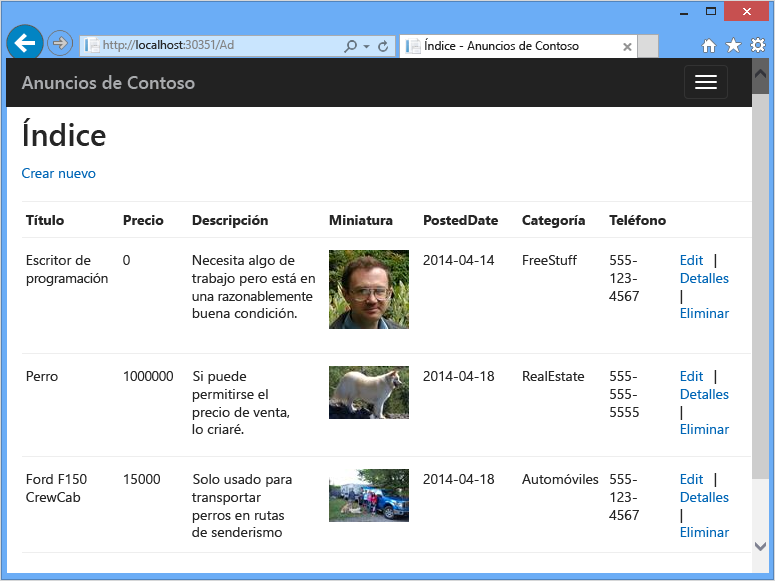 http://localhost:30351/Ad
Índice - Anuncios de Contoso
Anuncios de Contoso
Índice
Crear nuevo
Título Precio Descripción Miniatura PostedDate Categoría Teléfono
Escritor de 0 Necesita algo de 2014-04-14 FreeStuff 555- Edit |
programación trabajo pero está en 123- Detalles
una razonablemente 4567 |
buena condición. Eliminar
Perro 1000000 Si puede 2014-04-18 RealEstate 555- Edit |
permitirse el 555- Detalles
precio de venta, 5555 |
lo criaré. Eliminar
Ford F150 15000 Solo usado para 2014-04-18 Automóviles 555- Edit |
CrewCab transportar 123- Detalles
perros en rutas 4567 |
de senderismo Eliminar